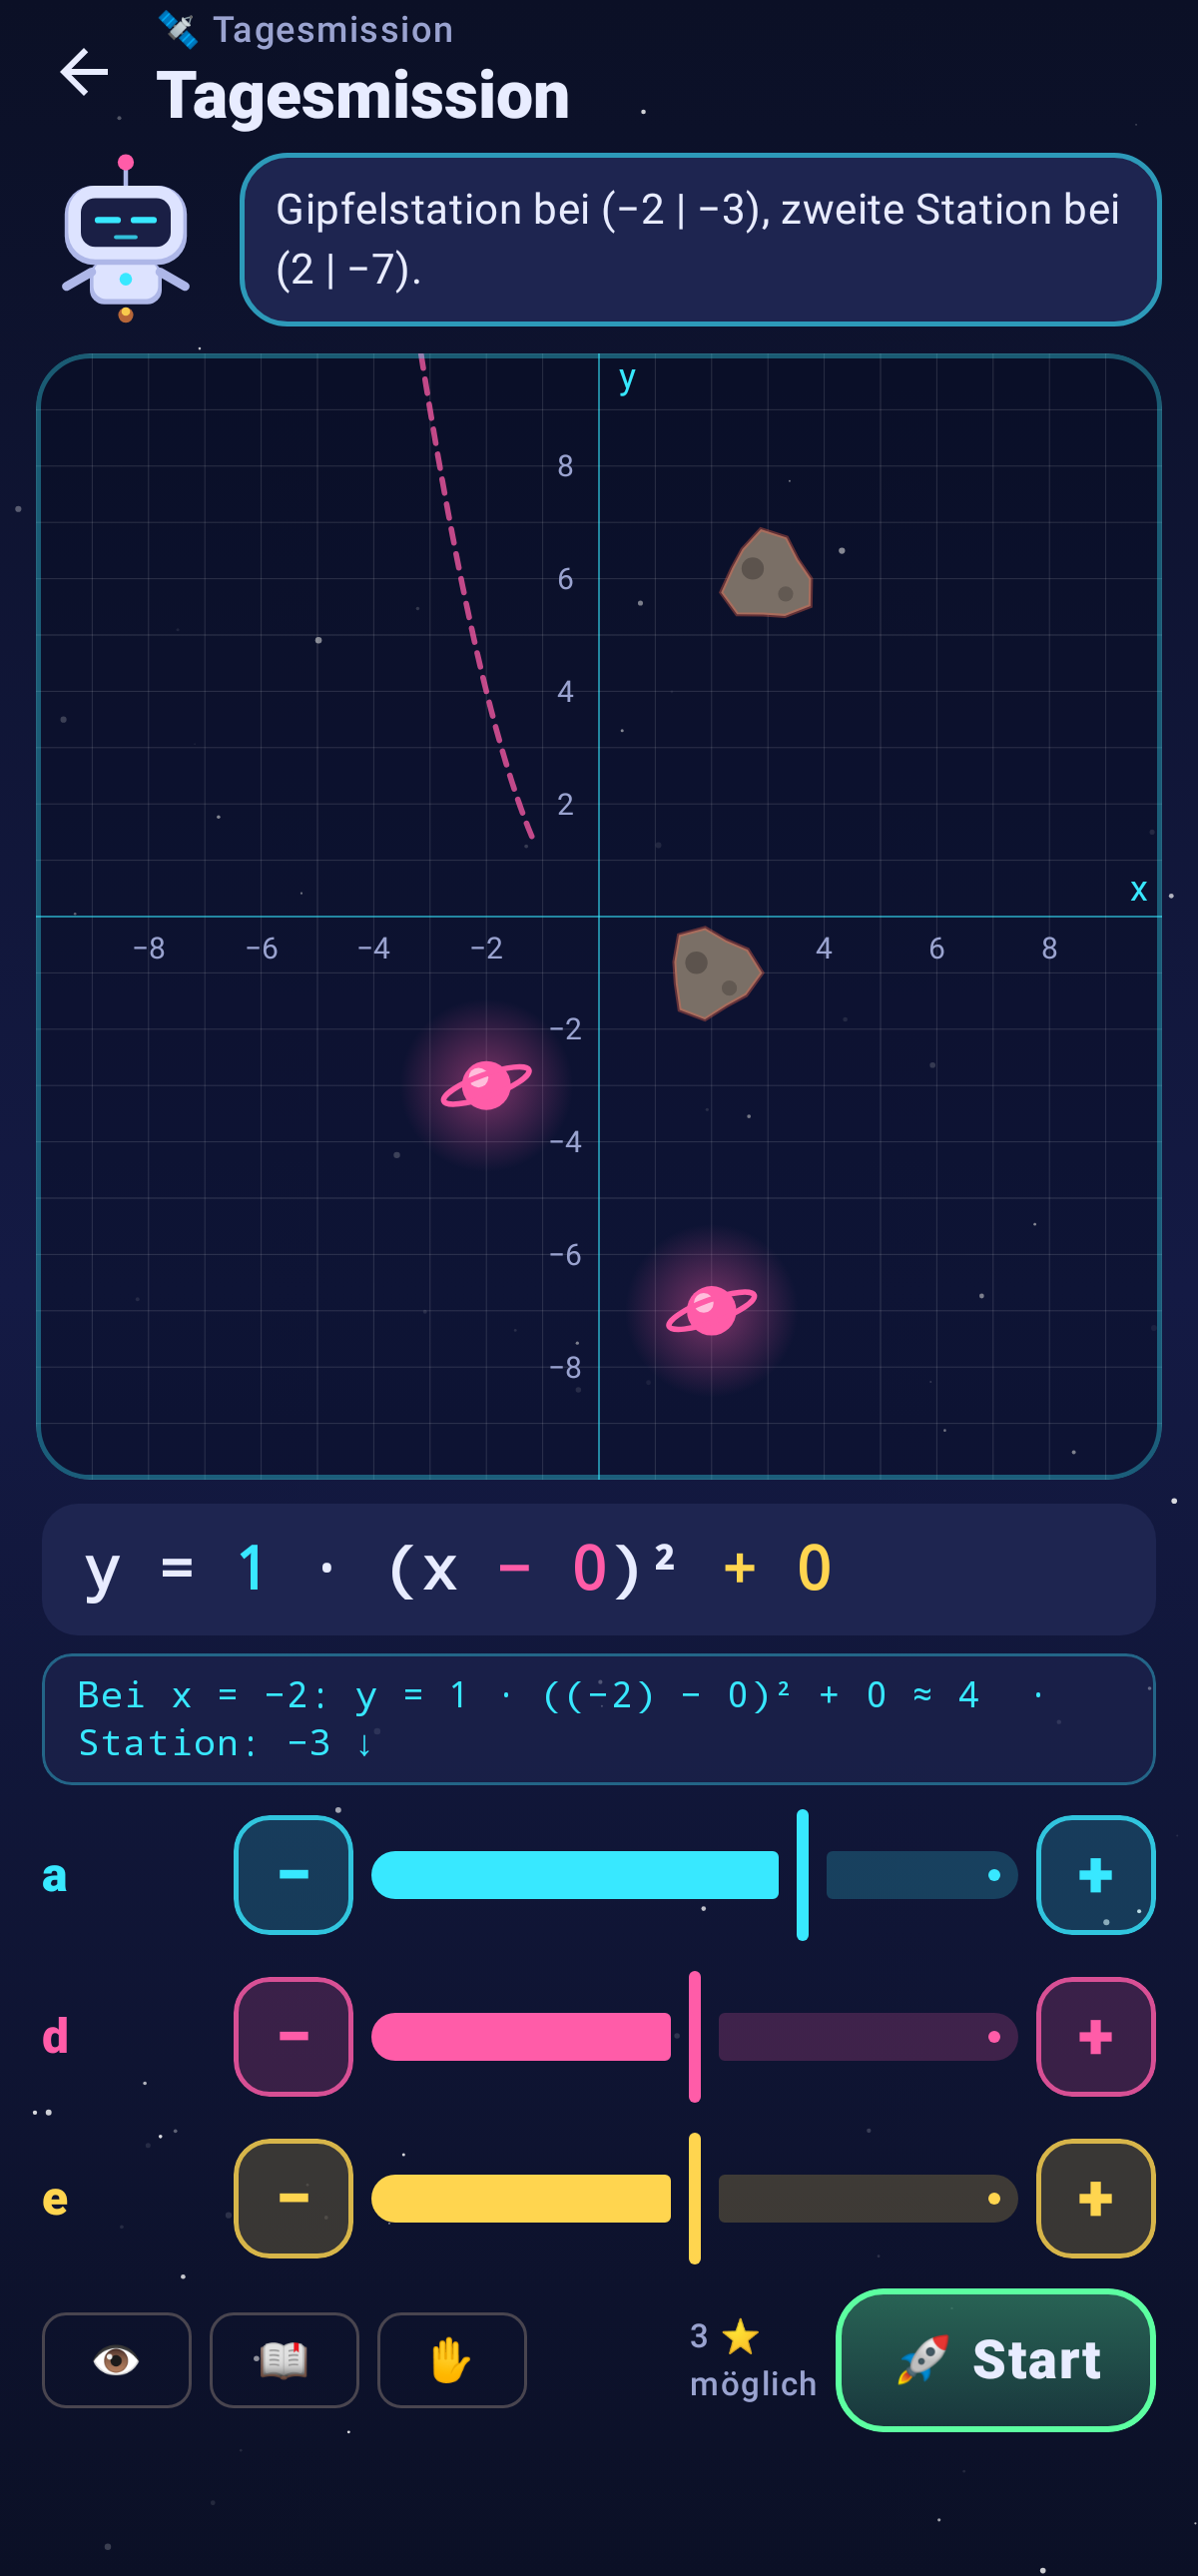 Tagesmission
Tagesmission
Gipfelstation bei (−2 | −3), zweite Station bei
(2 | −7).
y
8
6
4
2
x
−8 −6 −4 −2 4 6 8
−2
−4
−6
−8
y = 1 · (x − 0)² + 0
Bei x = −2: y = 1 · ((−2) − 0)² + 0 ≈ 4 ·
Station: −3 ↓
a − +
d − +
e − +
3 ⭐
möglich
🚀 Start